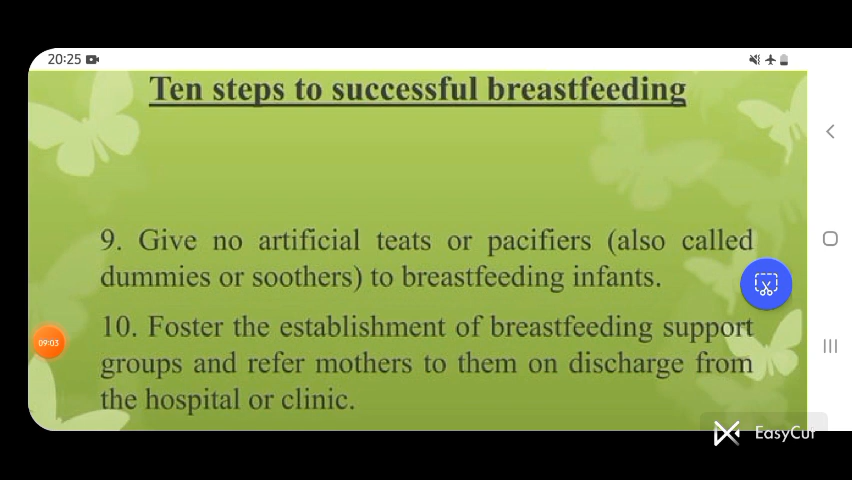 20:25
Ten steps to successful breastfeeding
9. Give no artificial teats or pacifiers (also called
dummies or soothers) to breastfeeding infants.
10. Foster the establishment of breastfeeding support
groups and refer mothers to them on discharge from
the hospital or clinic.
09:03
EasyCut